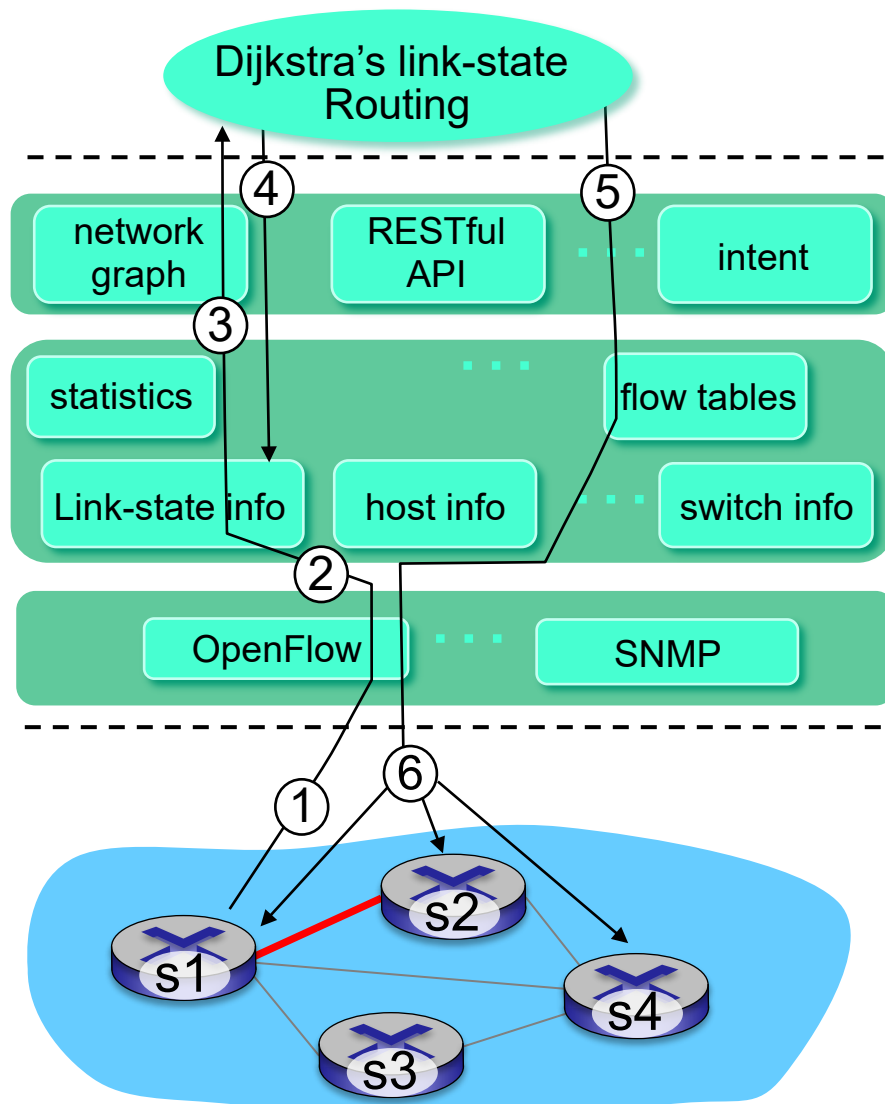 Dijkstra’s link-state
Routing
4
5
network
graph
RESTful
API
intent
3
statistics
flow tables
Link-state info
host info
switch info
2
OpenFlow
SNMP
1
6
s2
s1
s4
s3